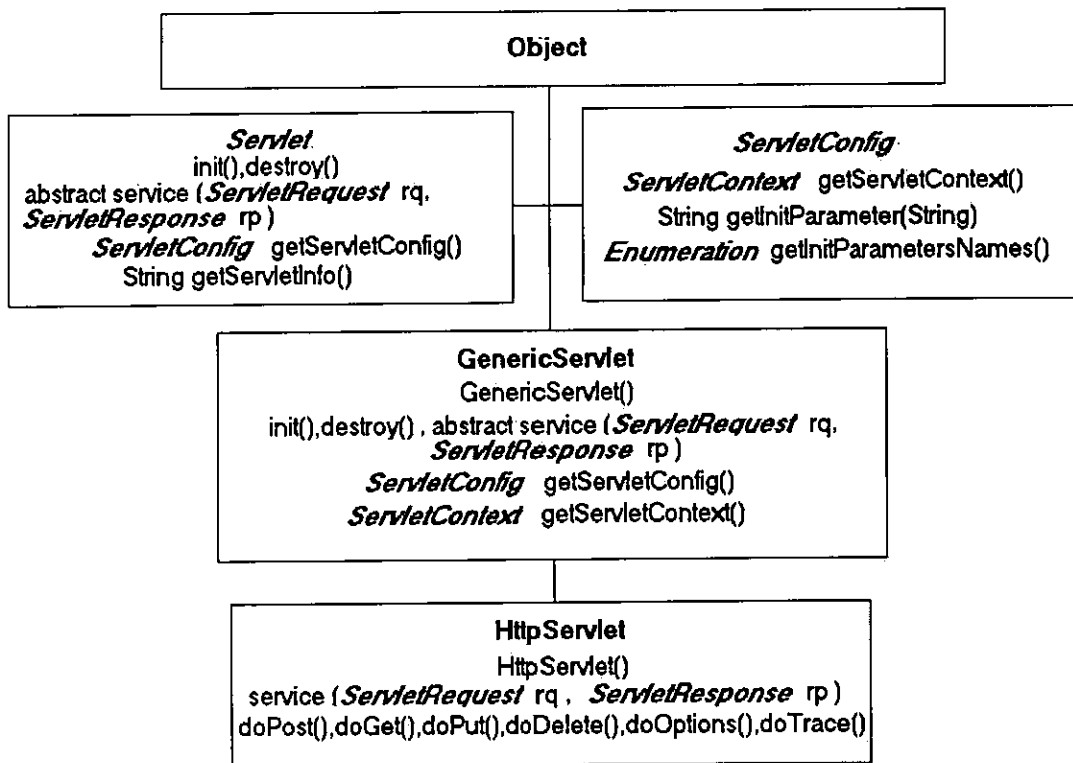 Object
Servlet
init(),destroy()
abstract service (ServletRequest rq,
ServletResponse rp )
ServletConfig getServletConfig()
String getServletInfo()
ServletConfig
ServletContext getServletContext()
String getInitParameter(String)
Enumeration getInitParametersNames()
GenericServlet
GenericServlet()
init(),destroy() , abstract service (ServletRequest rq,
ServletResponse rp )
ServletConfig getServletConfig()
ServletContext getServletContext()
HttpServlet
HttpServlet()
service (ServletRequest rq , ServletResponse rp )
doPost(),doGet(),doPut(),doDelete(),doOptions(),doTrace()